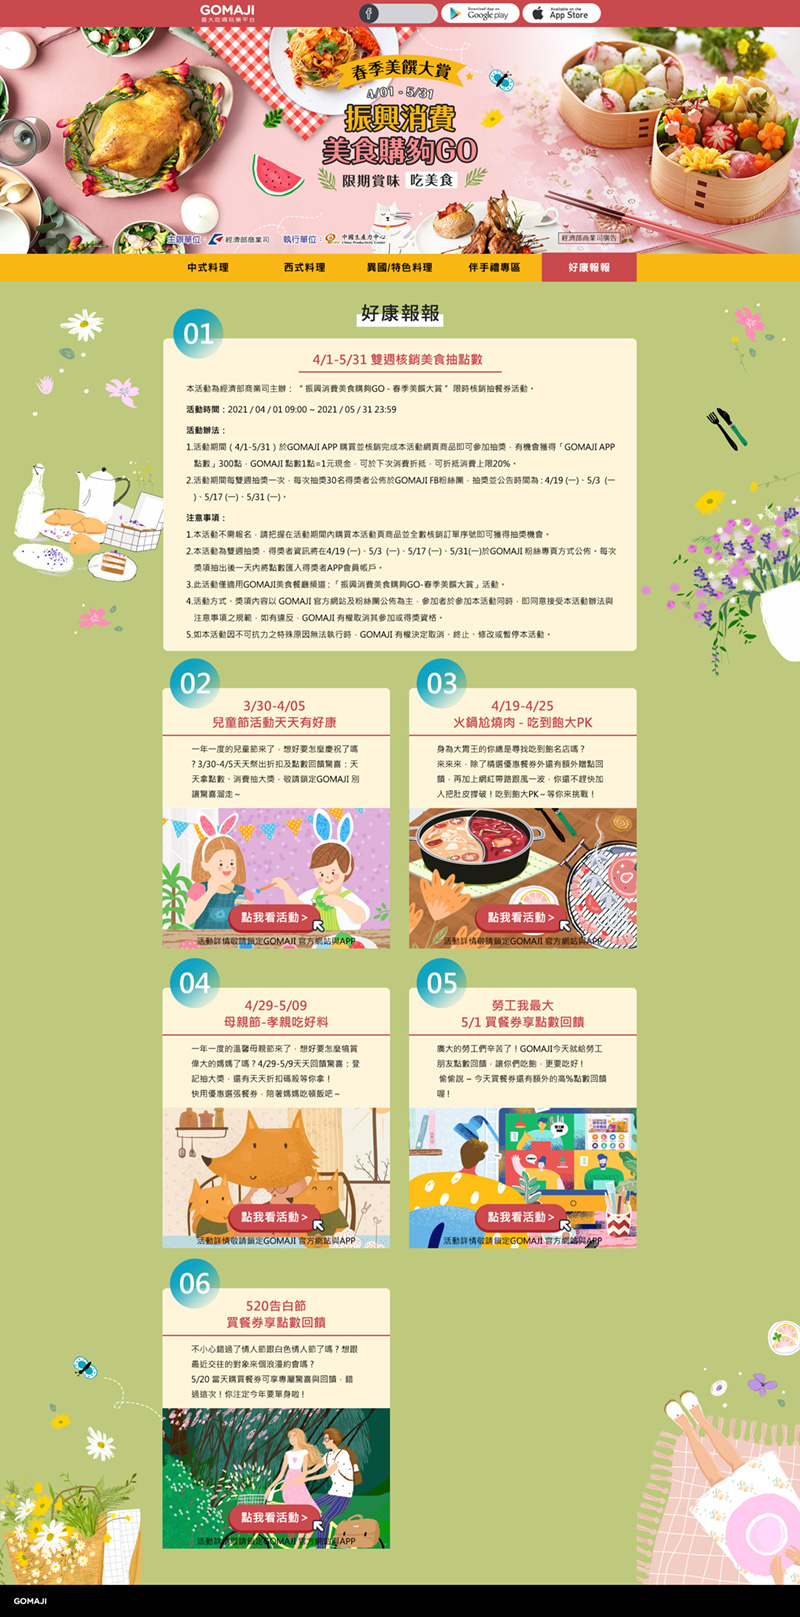 GOMAJI
最大吃喝玩樂平台
Download App on
Google play
Available on the
App Store
春季美饌大賞
4/01 - 5/31
振興消費
美食購夠GO
限期賞味 吃美食
主辦單位： 經濟部商業司 執行單位： 中國生產力中心
China Productivity Center
經濟部商業司廣告
中式料理 西式料理 異國/特色料理 伴手禮專區 好康報報
好康報報
01
4/1-5/31 雙週核銷美食抽點數
本活動為經濟部商業司主辦： “ 振興消費美食購夠GO - 春季美饌大賞 ” 限時核銷抽餐券活動。
活動時間：2021 / 04 / 01 09:00 ~ 2021 / 05 / 31 23:59
活動辦法：
1.活動期間 ( 4/1-5/31 ) 於GOMAJI APP 購買並核銷完成本活動網頁商品即可參加抽獎，有機會獲得「GOMAJI APP
點數」300點，GOMAJI 點數1點=1元現金，可於下次消費折抵，可折抵消費上限20%。
2.活動期間每雙週抽獎一次，每次抽獎30名得獎者公佈於GOMAJI FB粉絲團，抽獎並公告時間為 : 4/19 (一)、5/3 (一
)、5/17 (一)、5/31 (一)。
注意事項：
1.本活動不需報名，請把握在活動期間內購買本活動頁商品並全數核銷訂單序號即可獲得抽獎機會。
2.本活動為雙週抽獎，得獎者資訊將在4/19 (一)、5/3 (一)、5/17 (一)、5/31(一)於GOMAJI 粉絲專頁方式公佈。每次
獎項抽出後一天內將點數匯入得獎者APP會員帳戶。
3.此活動僅適用GOMAJI美食餐廳頻道：「振興消費美食購夠GO-春季美饌大賞」活動。
4.活動方式、獎項內容以 GOMAJI 官方網站及粉絲團公佈為主，參加者於參加本活動同時，即同意接受本活動辦法與
注意事項之規範，如有違反，GOMAJI 有權取消其參加或得獎資格。
5.如本活動因不可抗力之特殊原因無法執行時，GOMAJI 有權決定取消、終止、修改或暫停本活動。
02
3/30-4/05
兒童節活動天天有好康
一年一度的兒童節來了，想好要怎麼慶祝了嗎
? 3/30-4/5天天祭出折扣及點數回饋驚喜：天
天拿點數、消費抽大獎，敬請鎖定GOMAJI 別
讓驚喜溜走 ~
點我看活動 >
活動詳情敬請鎖定GOMAJI 官方網站與APP
03
4/19-4/25
火鍋尬燒肉 - 吃到飽大PK
身為大胃王的你總是尋找吃到飽名店嗎 ?
來來來，除了精選優惠餐券外還有額外贈點回
饋，再加上網紅帶路跟風一波，你還不趕快加
人把肚皮撐破！吃到飽大PK ~ 等你來挑戰！
點我看活動 >
活動詳情敬請鎖定GOMAJI 官方網站與APP
04
4/29-5/09
母親節-孝親吃好料
一年一度的溫馨母親節來了，想好要怎麼犒賞
偉大的媽媽了嗎 ? 4/29-5/9天天回饋驚喜：登
記抽大獎，還有天天折扣碼殺等你拿！
快用優惠選張餐券，陪著媽媽吃頓飯吧 ~
點我看活動 >
活動詳情敬請鎖定GOMAJI 官方網站與APP
05
勞工我最大
5/1 買餐券享點數回饋
廣大的勞工們辛苦了！GOMAJI今天就給勞工
朋友點數回饋，讓你們吃飽，更要吃好！
偷偷說 ~ 今天買餐券還有額外的高%點數回饋
喔！
點我看活動 >
活動詳情敬請鎖定GOMAJI 官方網站與APP
06
520告白節
買餐券享點數回饋
不小心錯過了情人節跟白色情人節了嗎 ? 想跟
最近交往的對象來個浪漫約會嗎 ?
5/20 當天購買餐券可享專屬驚喜與回饋，錯
過這次！你注定今年要單身啦！
點我看活動 >
活動詳情敬請鎖定GOMAJI 官方網站與APP
GOMAJI